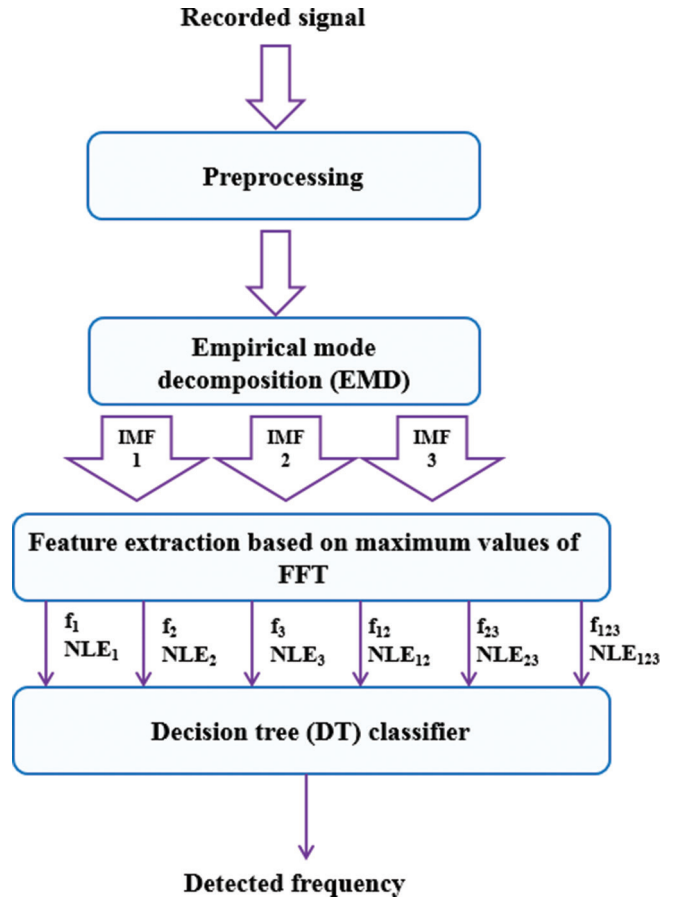 Recorded signal
Preprocessing
Empirical mode
decomposition (EMD)
IMF
1
IMF
2
IMF
3
Feature extraction based on maximum values of
FFT
f₁
NLE₁
f₂
NLE₂
f₃
NLE₃
f₁₂
NLE₁₂
f₂₃
NLE₂₃
f₁₂₃
NLE₁₂₃
Decision tree (DT) classifier
Detected frequency